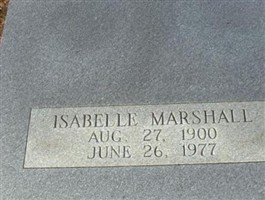 ISABELLE MARSHALL
AUG. 27, 1900
JUNE 26, 1977